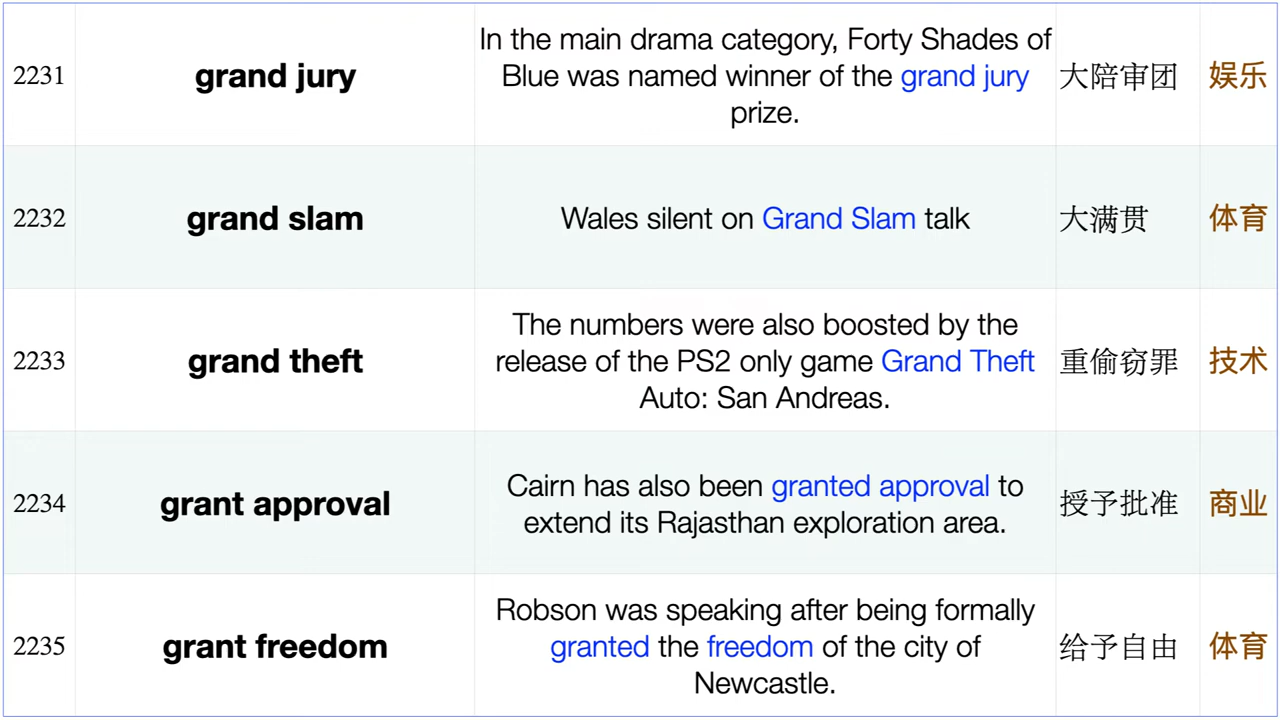 2231 grand jury In the main drama category, Forty Shades of Blue was named winner of the grand jury prize. 大陪审团 娱乐
2232 grand slam Wales silent on Grand Slam talk 大满贯 体育
2233 grand theft The numbers were also boosted by the release of the PS2 only game Grand Theft Auto: San Andreas. 重偷窃罪 技术
2234 grant approval Cairn has also been granted approval to extend its Rajasthan exploration area. 授予批准 商业
2235 grant freedom Robson was speaking after being formally granted the freedom of the city of Newcastle. 给予自由 体育